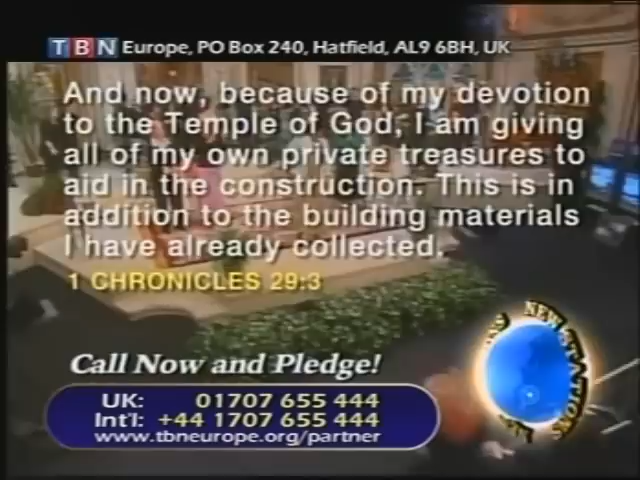 TBN Europe, PO Box 240, Hatfield, AL9 6BH, UK
And now, because of my devotion
to the Temple of God, I am giving
all of my own private treasures to
aid in the construction. This is in
addition to the building materials
I have already collected.
1 CHRONICLES 29:3
Call Now and Pledge!
UK: 01707 655 444
Int'l: +44 1707 655 444
www.tbneurope.org/partner
NEW STATIONS